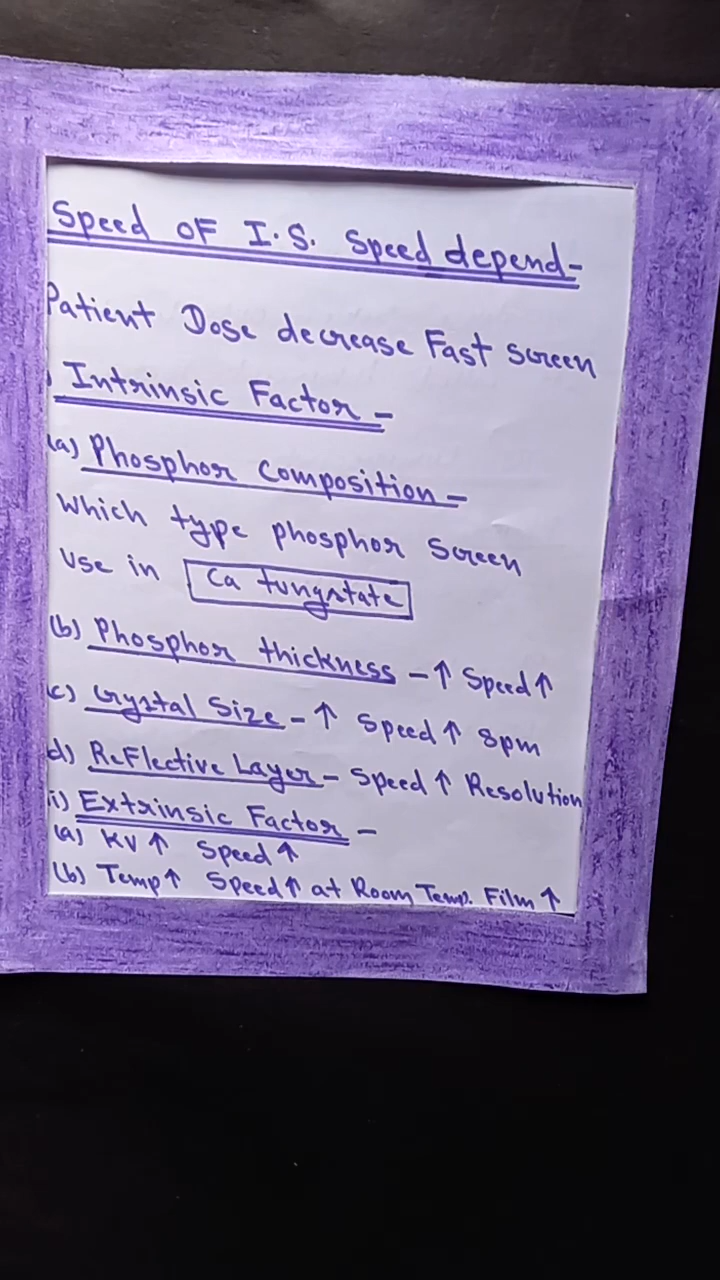 Speed OF I.S. Speed depend-
Patient Dose decrease Fast screen
Intrinsic Factor -
(a) Phosphor Composition -
Which type phosphor Screen
Use in Ca tungstate
(b) Phosphor thickness - ↑ Speed ↑
c) Crystal Size - ↑ Speed ↑ 8pm
d) ReFlective Layer - Speed ↑ Resolution
i) Extrinsic Factor -
(a) KV ↑ Speed ↑
(b) Temp ↑ Speed ↑ at Room Temp. Film ↑